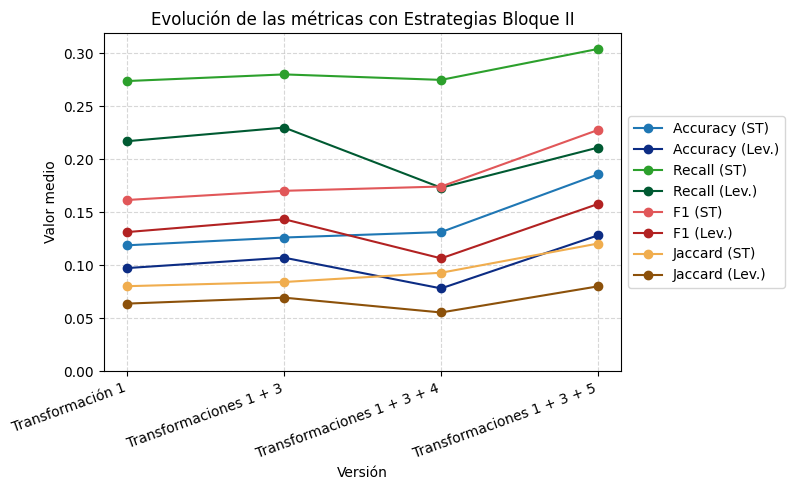 Evolución de las métricas con Estrategias Bloque II
Valor medio
0.30
0.25
0.20
0.15
0.10
0.05
0.00
Transformación 1
Transformaciones 1 + 3
Transformaciones 1 + 3 + 4
Transformaciones 1 + 3 + 5
Versión
Accuracy (ST)
Accuracy (Lev.)
Recall (ST)
Recall (Lev.)
F1 (ST)
F1 (Lev.)
Jaccard (ST)
Jaccard (Lev.)